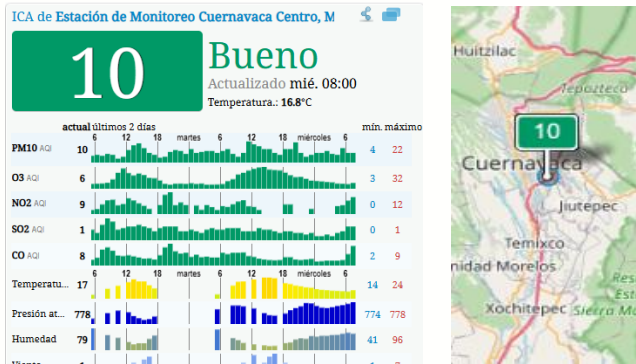 ICA de Estación de Monitoreo Cuernavaca Centro, M
10
Bueno
Actualizado mié. 08:00
Temperatura.: 16.8°C
actual últimos 2 días mín. máximo
6 12 18 martes 6 12 18 miércoles 6
PM10 AQI 10 4 22
O3 AQI 6 3 32
NO2 AQI 9 0 12
SO2 AQI 1 0 1
CO AQI 8 2 9
6 12 18 martes 6 12 18 miércoles 6
Temperatu... 17 14 24
Presión at... 778 774 778
Humedad 79 41 96
Huitzilac
Tepozteco
10
Cuernavaca
Jiutepec
Temixco
nidad Morelos
Res
Est
Xochitepec Sierra M